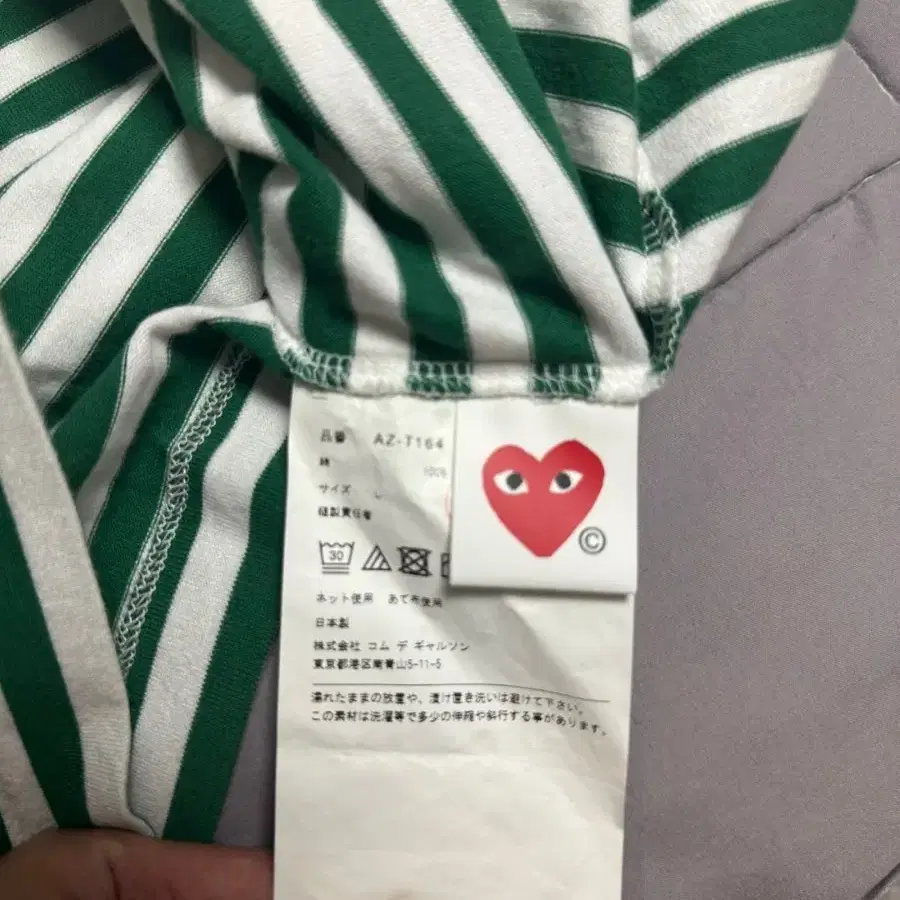 品番 AZ-T164
綿 100%
サイズ L
縫製責任者
30
ネット使用 あて布使用
日本製
株式会社 コム デ ギャルソン
東京都港区南青山5-11-5
濡れたままの放置や、漬け置き洗いは避けて下さい。
この素材は洗濯等で多少の伸縮や斜行する事があります。
©